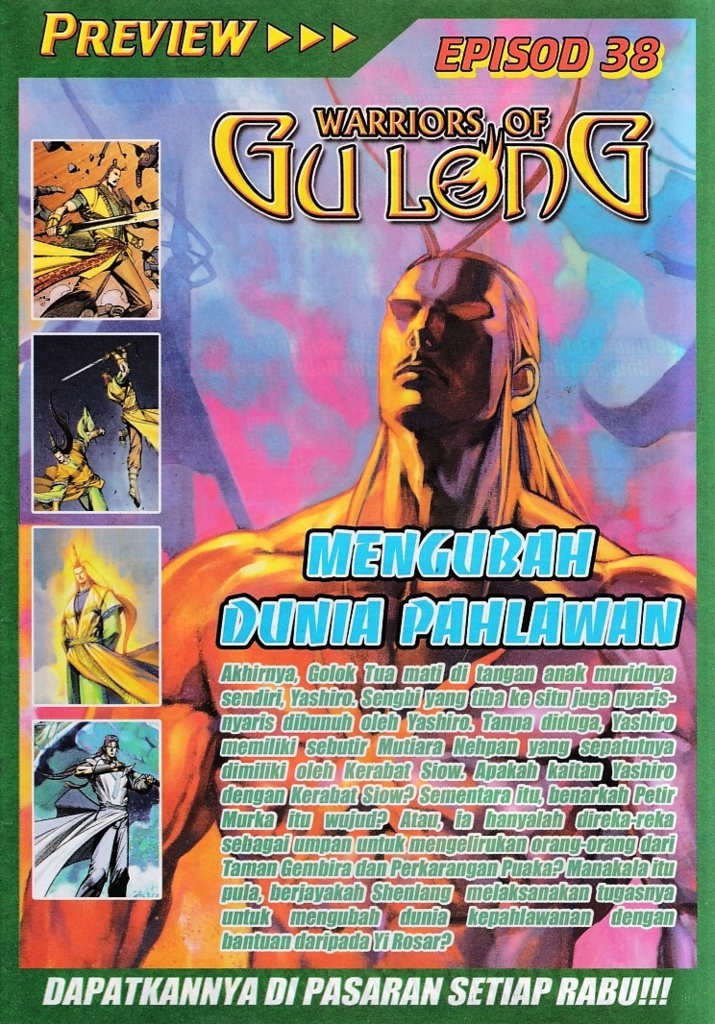 PREVIEW
EPISOD 38
WARRIORS OF
GU LONG
MENGUBAH
DUNIA PAHLAWAN
Akhirnya, Golok Tua mati di tangan anak muridnya
sendiri, Yashiro. Sengbi yang tiba ke situ juga nyaris-
nyaris dibunuh oleh Yashiro. Tanpa diduga, Yashiro
memiliki sebutir Mutiara Nehpan yang sepatutnya
dimiliki oleh Kerabat Siow. Apakah kaitan Yashiro
dengan Kerabat Siow? Sementara itu, benarkah Petir
Murka itu wujud? Atau, ia hanyalah direka-reka
sebagai umpan untuk mengelirukan orang-orang dari
Taman Gembira dan Perkarangan Puaka? Manakala itu
pula, berjayakah Shenlang melaksanakan tugasnya
untuk mengubah dunia kepahlawanan dengan
bantuan daripada Yi Rosar?
DAPATKANNYA DI PASARAN SETIAP RABU!!!